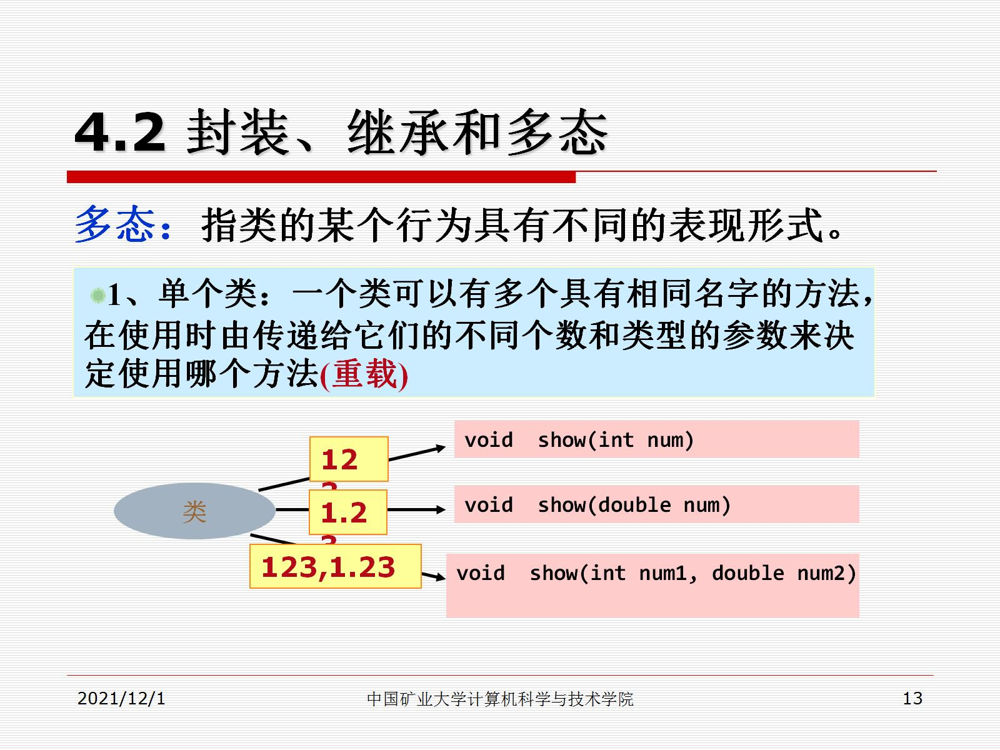 4.2 封装、继承和多态
多态：指类的某个行为具有不同的表现形式。
1、单个类：一个类可以有多个具有相同名字的方法，
在使用时由传递给它们的不同个数和类型的参数来决
定使用哪个方法(重载)
类
12
void show(int num)
1.2
void show(double num)
123,1.23
void show(int num1, double num2)
2021/12/1
中国矿业大学计算机科学与技术学院
13